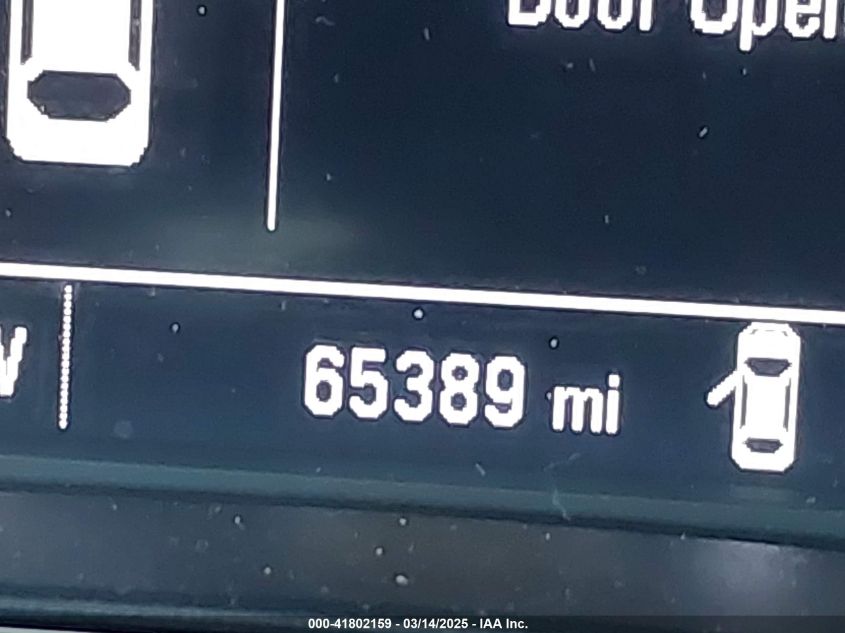 Door Open
W
65389 mi
000-41802159 - 03/14/2025 - IAA Inc.